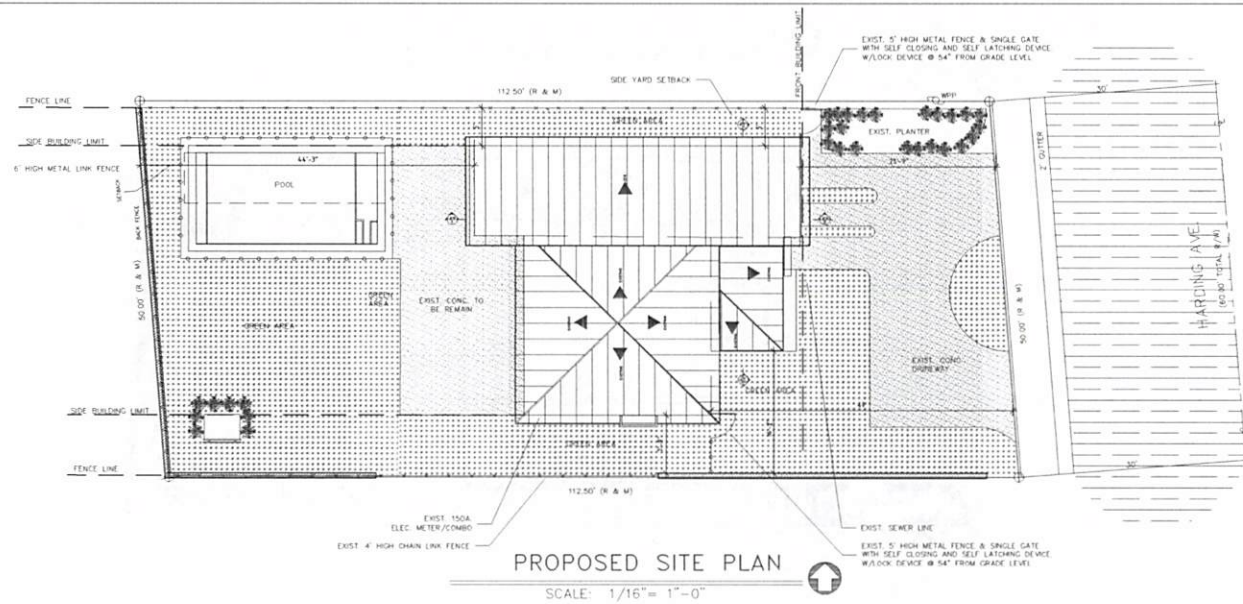 EXIST. 5' HIGH METAL FENCE & SINGLE GATE
WITH SELF CLOSING AND SELF LATCHING DEVICE
W/LOCK DEVICE @ 54" FROM GRADE LEVEL
FRONT BUILDING LIMIT
SIDE YARD SETBACK
112.50' (R & M)
WPP
30'
FENCE LINE
GREEN AREA
EXIST. PLANTER
SIDE BUILDING LIMIT
44'-3"
6' HIGH METAL LINK FENCE
POOL
SETBACK
BACK FENCE
2' GUTTER
50.00' (R & M)
HARDING AVE.
GREEN AREA
GREEN
AREA
EXIST. CONC. TO
BE REMAIN
50.00' (R & M)
EXIST. CONC.
DRIVEWAY
GREEN AREA
SIDE BUILDING LIMIT
GREEN AREA
FENCE LINE
30'
112.50' (R & M)
EXIST. 150A.
ELEC. METER/COMBO
EXIST. SEWER LINE
EXIST. 4' HIGH CHAIN LINK FENCE
EXIST. 5' HIGH METAL FENCE & SINGLE GATE
WITH SELF CLOSING AND SELF LATCHING DEVICE
W/LOCK DEVICE @ 54" FROM GRADE LEVEL
PROPOSED SITE PLAN
SCALE: 1/16"= 1"-0"